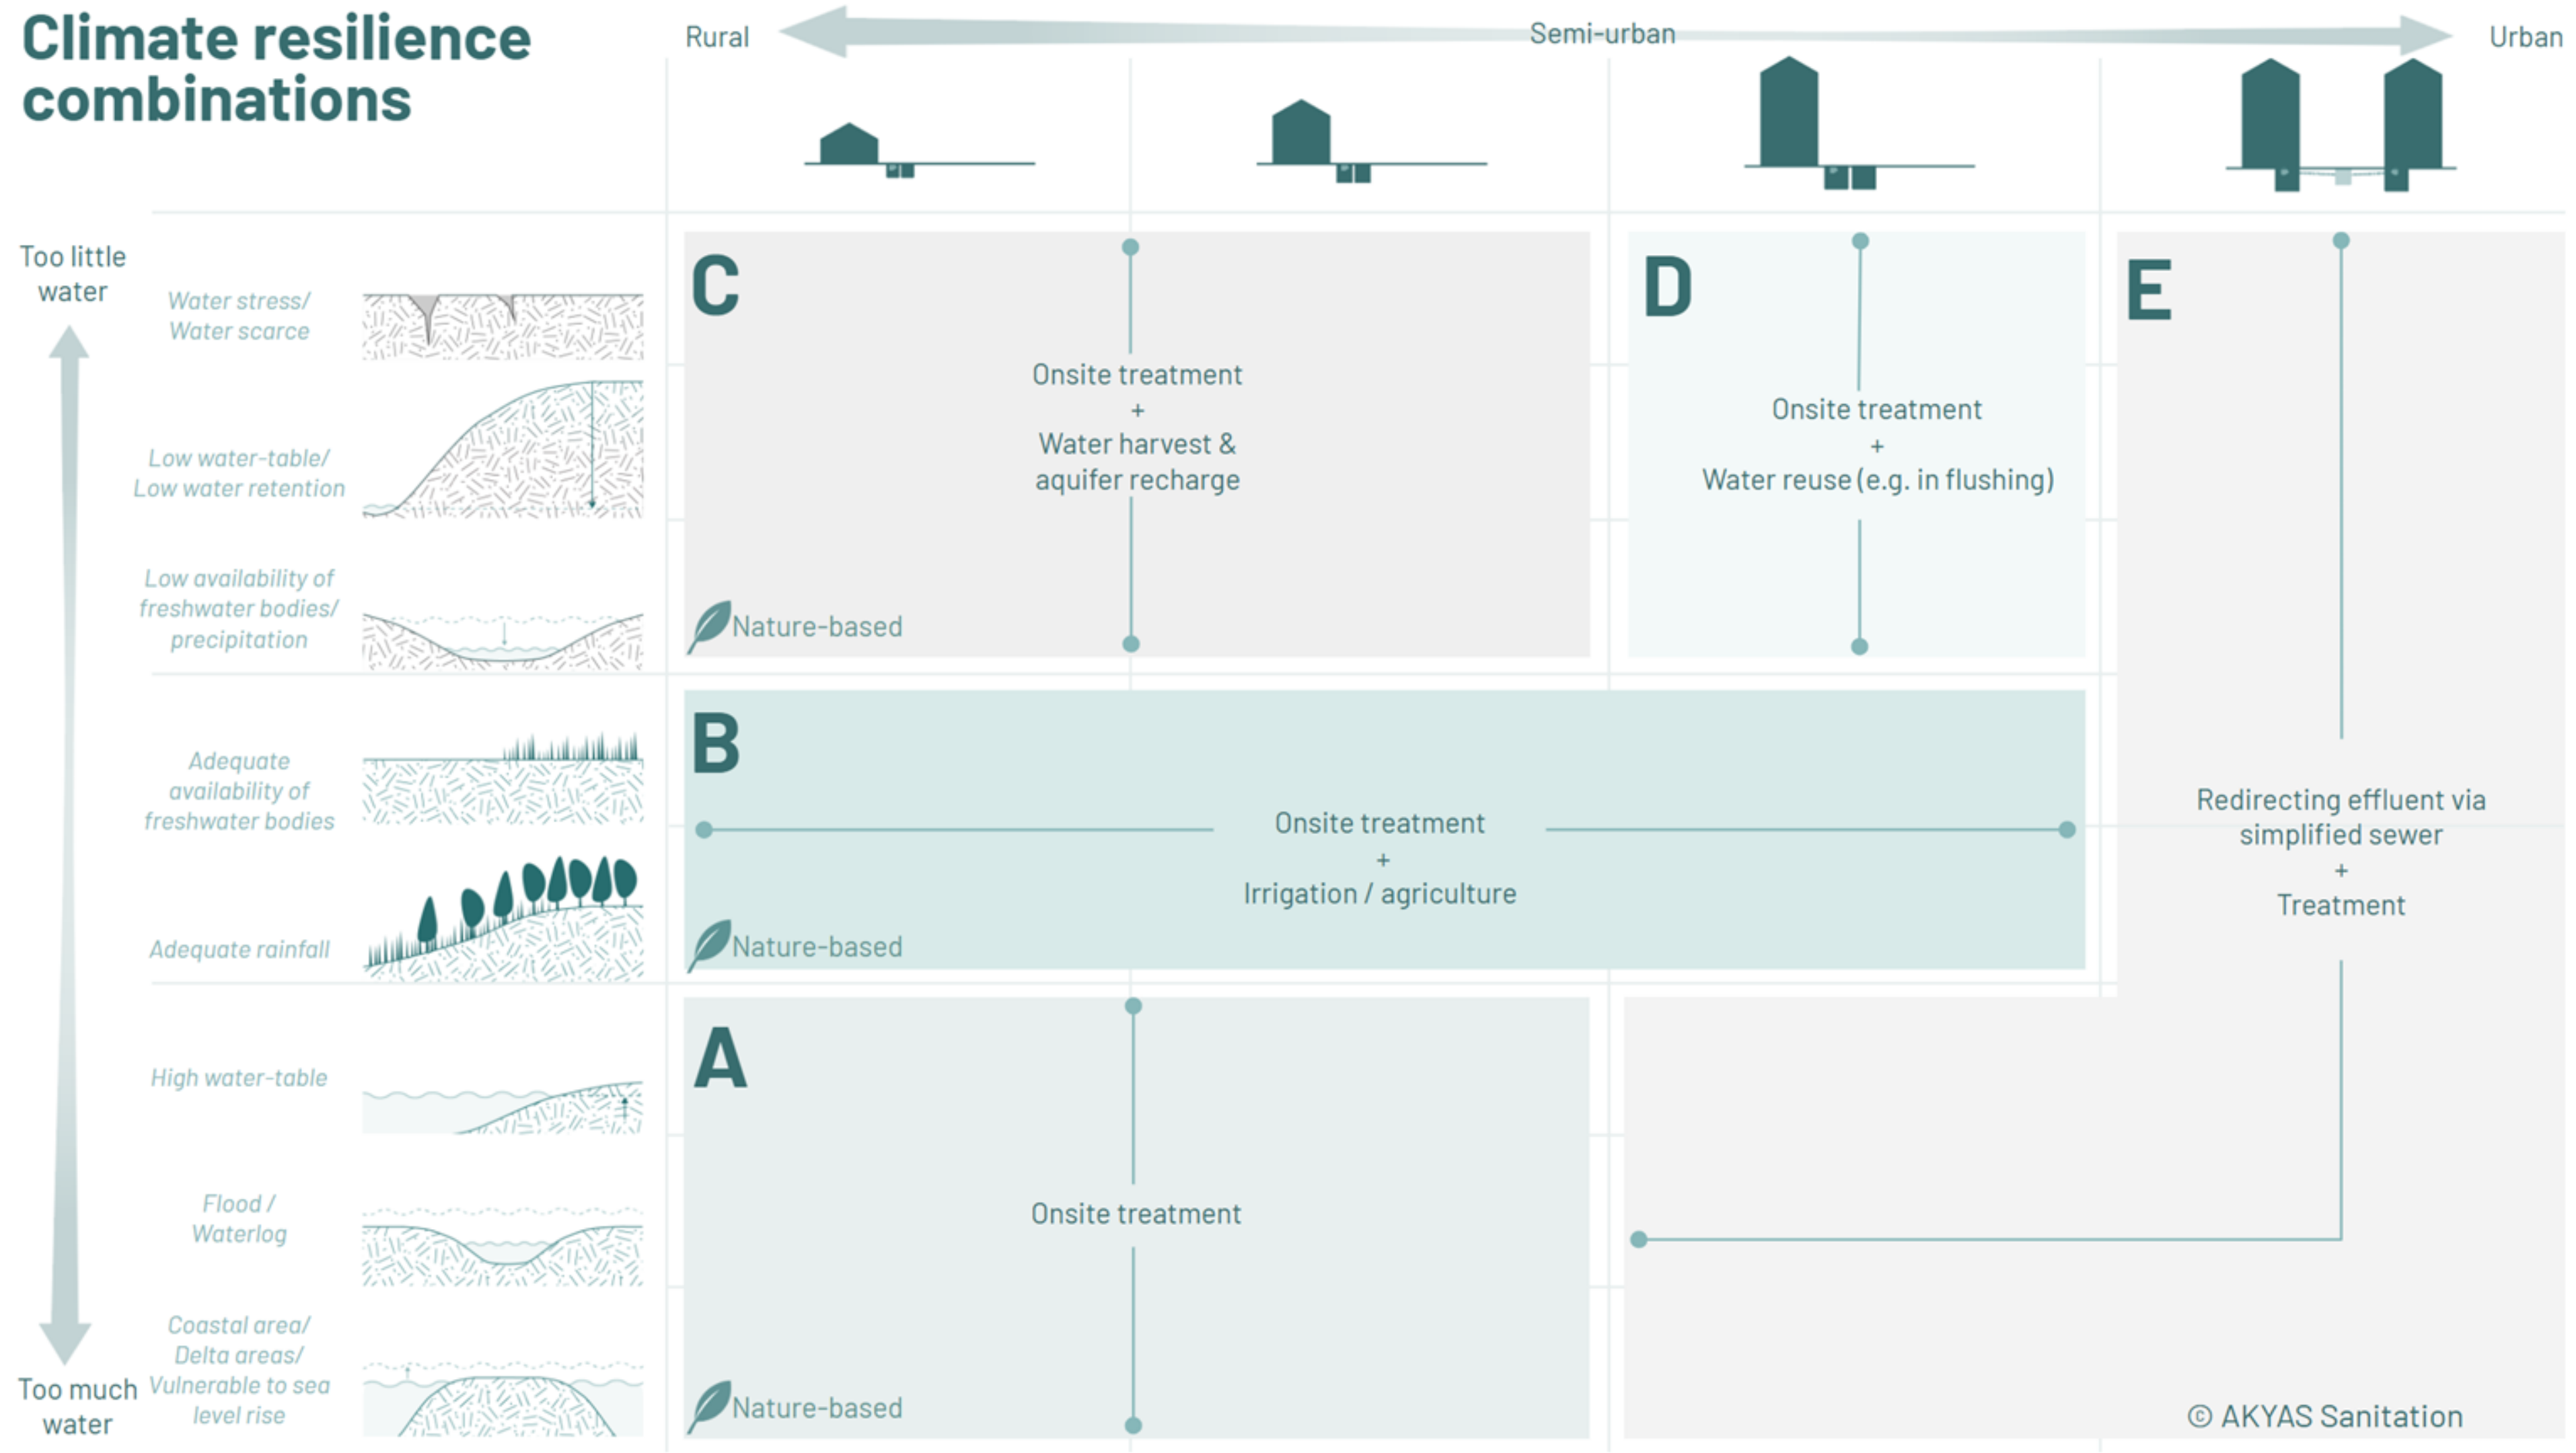 Climate resilience
combinations
Rural
Semi-urban
Urban
Too little
water
Water stress/
Water scarce
Low water-table/
Low water retention
Low availability of
freshwater bodies/
precipitation
C
Onsite treatment
+
Water harvest &
aquifer recharge
Nature-based
D
Onsite treatment
+
Water reuse (e.g. in flushing)
E
Redirecting effluent via
simplified sewer
+
Treatment
Adequate
availability of
freshwater bodies
Adequate rainfall
B
Onsite treatment
+
Irrigation / agriculture
Nature-based
High water-table
Flood /
Waterlog
Coastal area/
Delta areas/
Vulnerable to sea
level rise
Too much
water
A
Onsite treatment
Nature-based
© AKYAS Sanitation